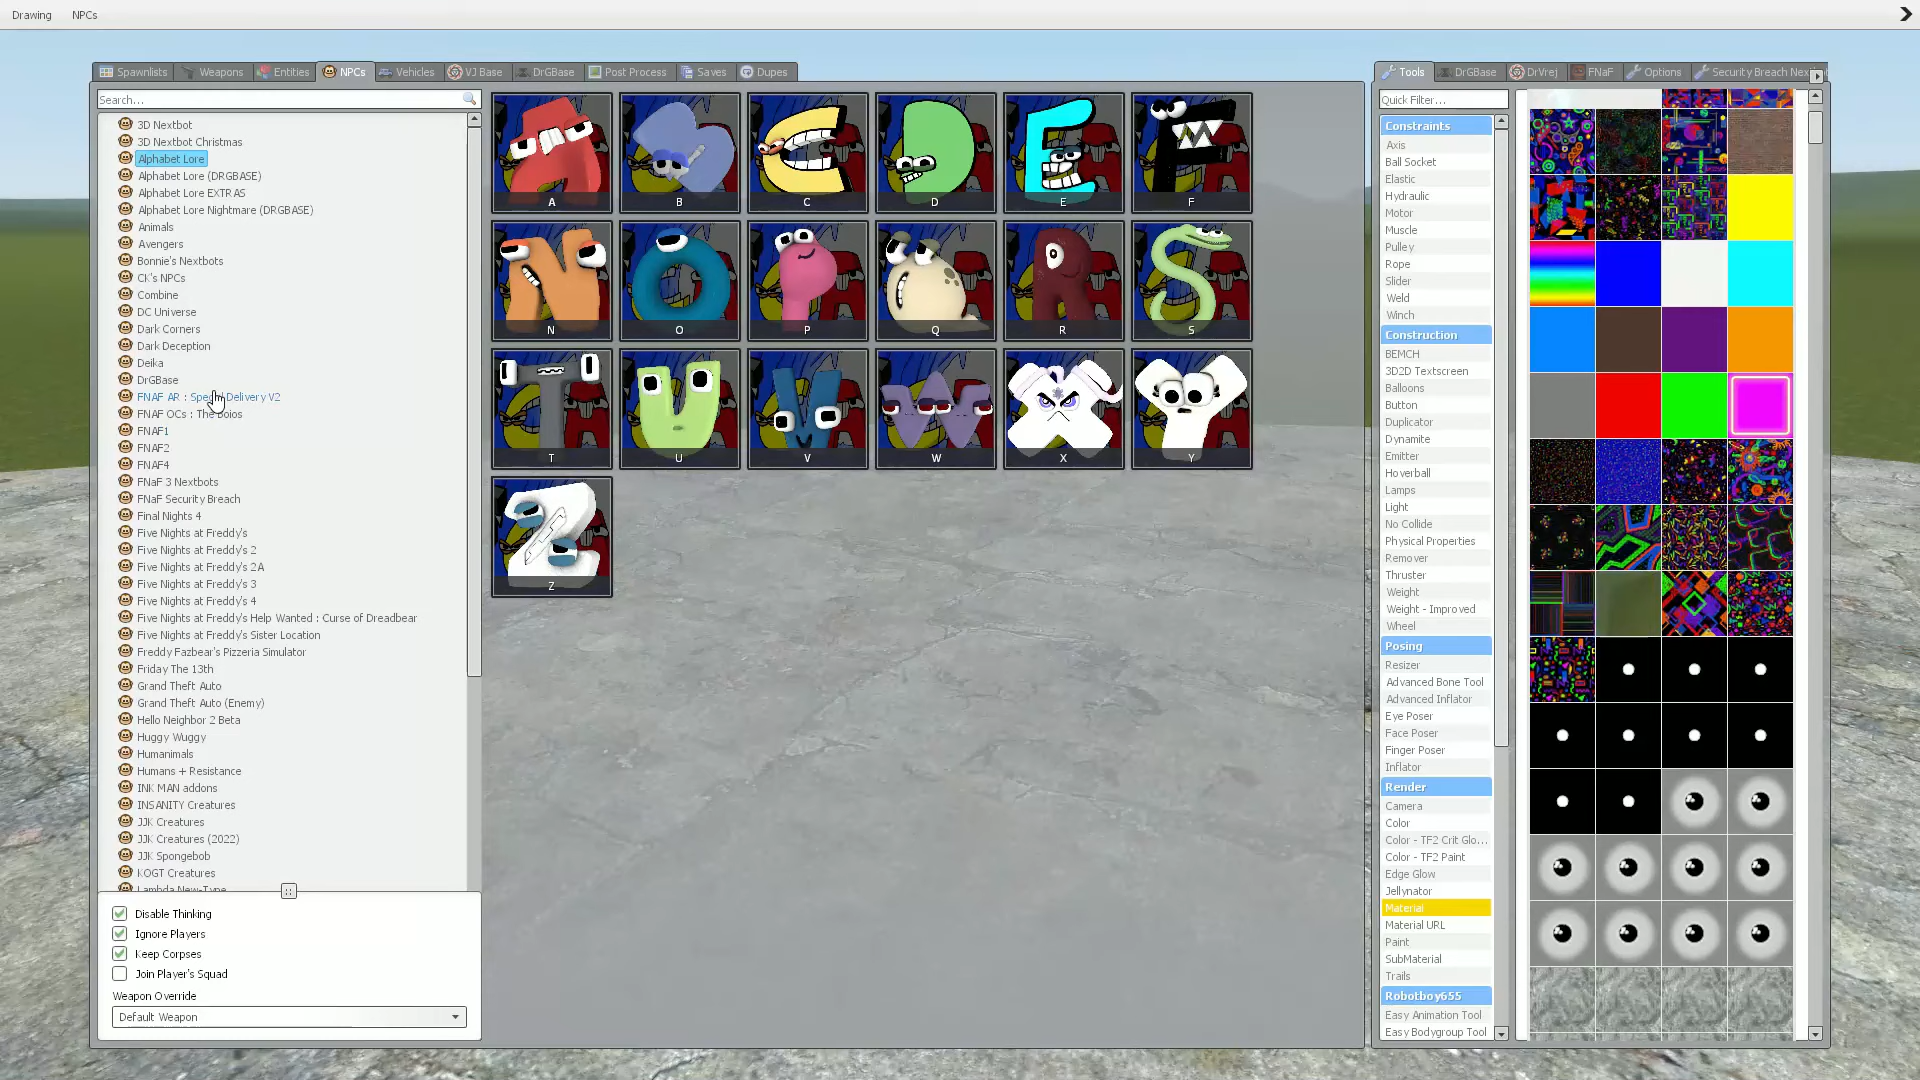 Drawing NPCs
Spawnlists Weapons Entities NPCs Vehicles VJ Base DrGBase Post Process Saves Dupes
Search...
3D Nextbot
3D Nextbot Christmas
Alphabet Lore
Alphabet Lore (DRGBASE)
Alphabet Lore EXTRAS
Alphabet Lore Nightmare (DRGBASE)
Animals
Avengers
Bonnie's Nextbots
CK's NPCs
Combine
DC Universe
Dark Corners
Dark Deception
Deika
DrGBase
FNAF AR : Special Delivery V2
FNAF OCs : The Boios
FNAF1
FNAF2
FNAF4
FNaF 3 Nextbots
FNaF Security Breach
Final Nights 4
Five Nights at Freddy's
Five Nights at Freddy's 2
Five Nights at Freddy's 2A
Five Nights at Freddy's 3
Five Nights at Freddy's 4
Five Nights at Freddy's Help Wanted : Curse of Dreadbear
Five Nights at Freddy's Sister Location
Freddy Fazbear's Pizzeria Simulator
Friday The 13th
Grand Theft Auto
Grand Theft Auto (Enemy)
Hello Neighbor 2 Beta
Huggy Wuggy
Humanimals
Humans + Resistance
INK MAN addons
INSANITY Creatures
JJK Creatures
JJK Creatures (2022)
JJK Spongebob
KOGT Creatures
Lambda New-Type
Disable Thinking
Ignore Players
Keep Corpses
Join Player's Squad
Weapon Override
Default Weapon
A B C D E F
N O P Q R S
T U V W X Y
Z
Tools DrGBase DrVrej FNaF Options Security Breach
Quick Filter...
Constraints
Axis
Ball Socket
Elastic
Hydraulic
Motor
Muscle
Pulley
Rope
Slider
Weld
Winch
Construction
BEMCH
3D2D Textscreen
Balloons
Button
Duplicator
Dynamite
Emitter
Hoverball
Lamps
Light
No Collide
Physical Properties
Remover
Thruster
Weight
Weight - Improved
Wheel
Posing
Resizer
Advanced Bone Tool
Advanced Inflator
Eye Poser
Face Poser
Finger Poser
Inflator
Render
Camera
Color
Color - TF2 Crit Glo...
Color - TF2 Paint
Edge Glow
Jellynator
Material
Material URL
Paint
SubMaterial
Trails
Robotboy655
Easy Animation Tool
Easy Bodygroup Tool